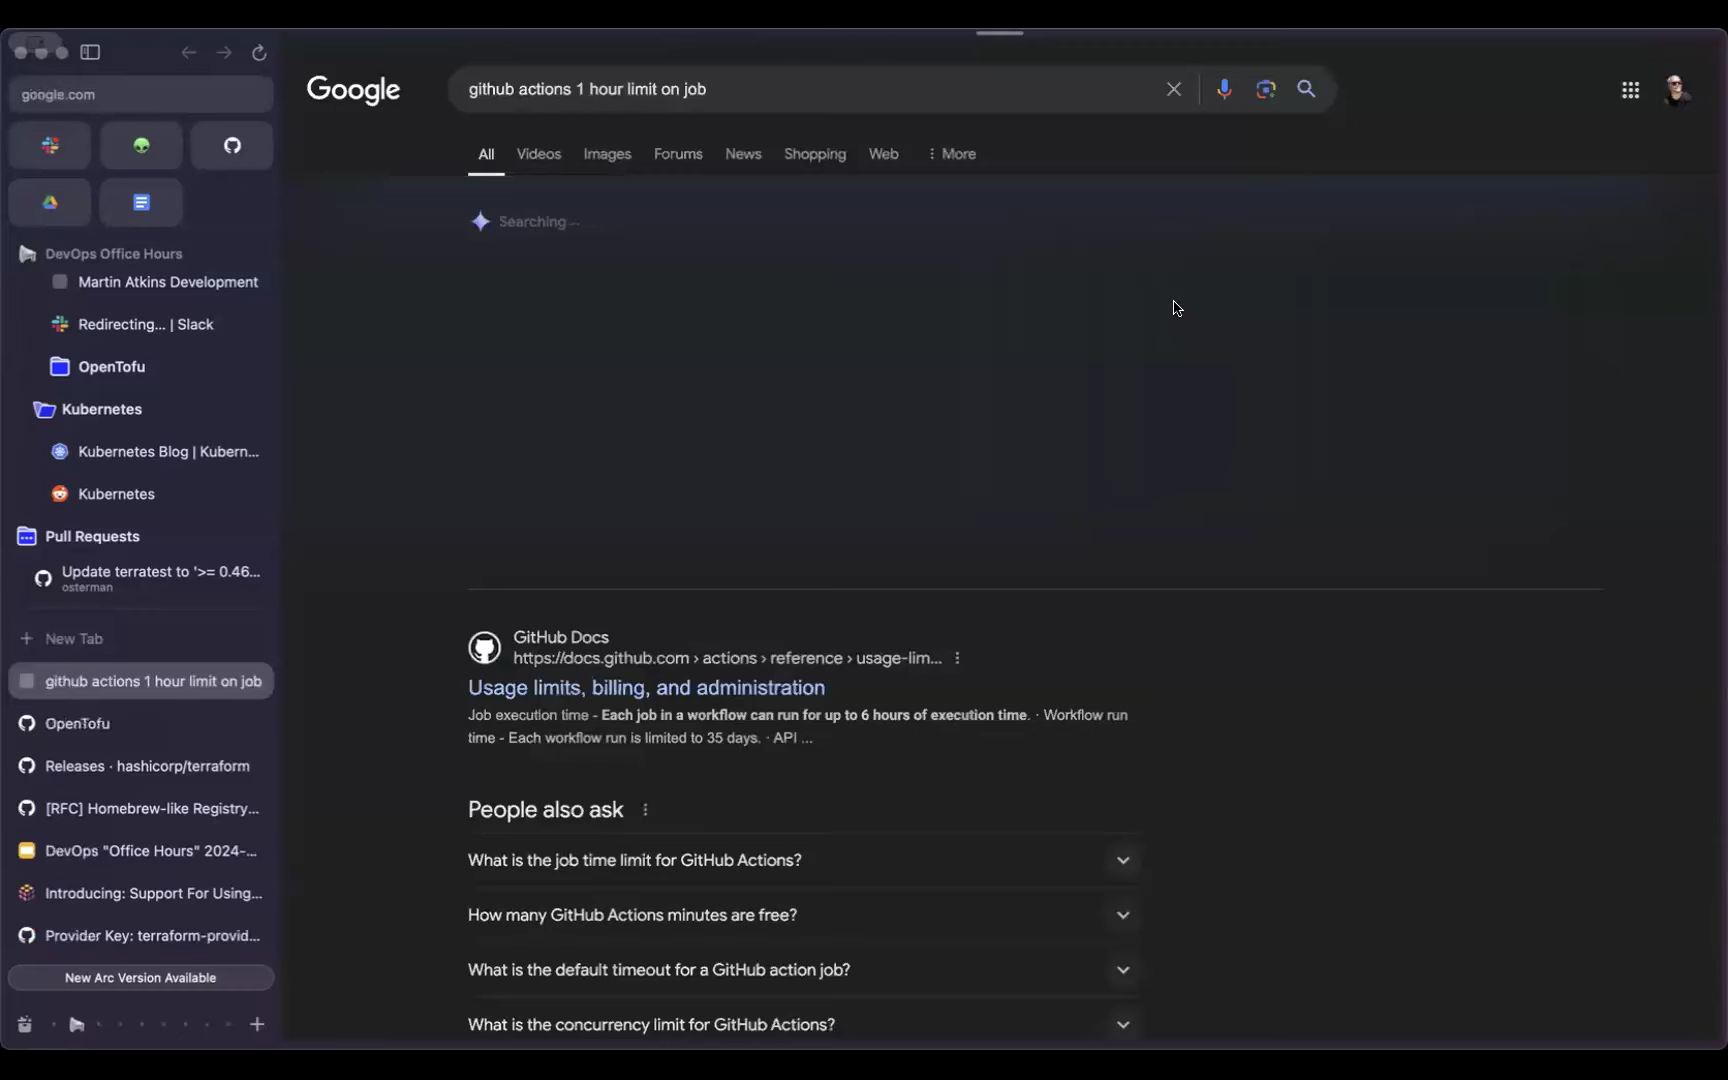 google.com
DevOps Office Hours
Martin Atkins Development
Redirecting... | Slack
OpenTofu
Kubernetes
Kubernetes Blog | Kubern...
Kubernetes
Pull Requests
Update terratest to '>= 0.46...
osterman
New Tab
github actions 1 hour limit on job
OpenTofu
Releases · hashicorp/terraform
[RFC] Homebrew-like Registry...
DevOps "Office Hours" 2024-...
Introducing: Support For Using...
Provider Key: terraform-provid...
New Arc Version Available
Google
github actions 1 hour limit on job
All Videos Images Forums News Shopping Web More
Searching...
GitHub Docs
https://docs.github.com › actions › reference › usage-lim...
Usage limits, billing, and administration
Job execution time - Each job in a workflow can run for up to 6 hours of execution time. · Workflow run
time - Each workflow run is limited to 35 days. · API ...
People also ask
What is the job time limit for GitHub Actions?
How many GitHub Actions minutes are free?
What is the default timeout for a GitHub action job?
What is the concurrency limit for GitHub Actions?